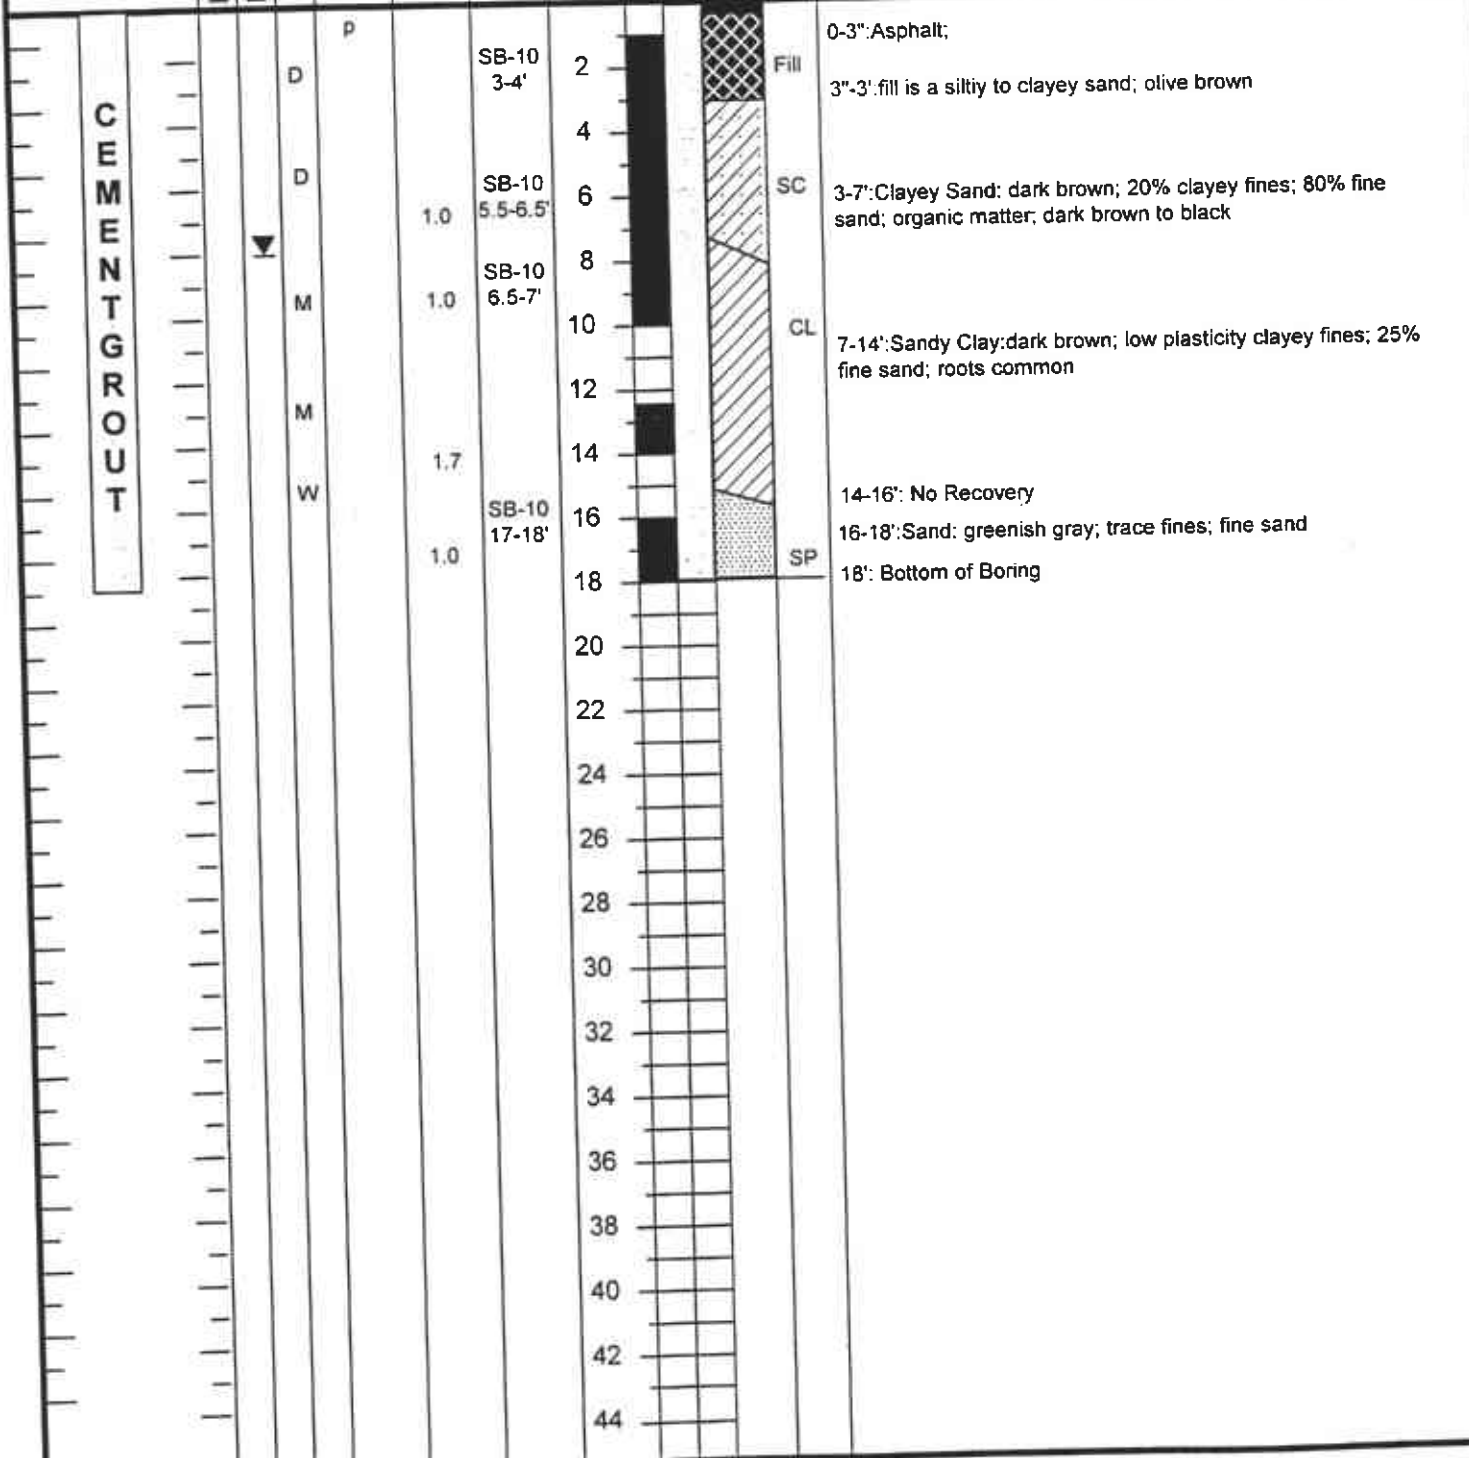 P
0-3":Asphalt;
SB-10
3-4'
2
Fill
D
3"-3':fill is a siltiy to clayey sand; olive brown
CEMENTGROUT
4
D
SB-10
5.5-6.5'
6
SC
3-7':Clayey Sand: dark brown; 20% clayey fines; 80% fine
sand; organic matter; dark brown to black
1.0
8
SB-10
6.5-7'
M
1.0
10
CL
7-14':Sandy Clay:dark brown; low plasticity clayey fines; 25%
fine sand; roots common
12
M
14
1.7
W
14-16': No Recovery
SB-10
17-18'
16
16-18':Sand: greenish gray; trace fines; fine sand
1.0
SP
18
18': Bottom of Boring
20
22
24
26
28
30
32
34
36
38
40
42
44